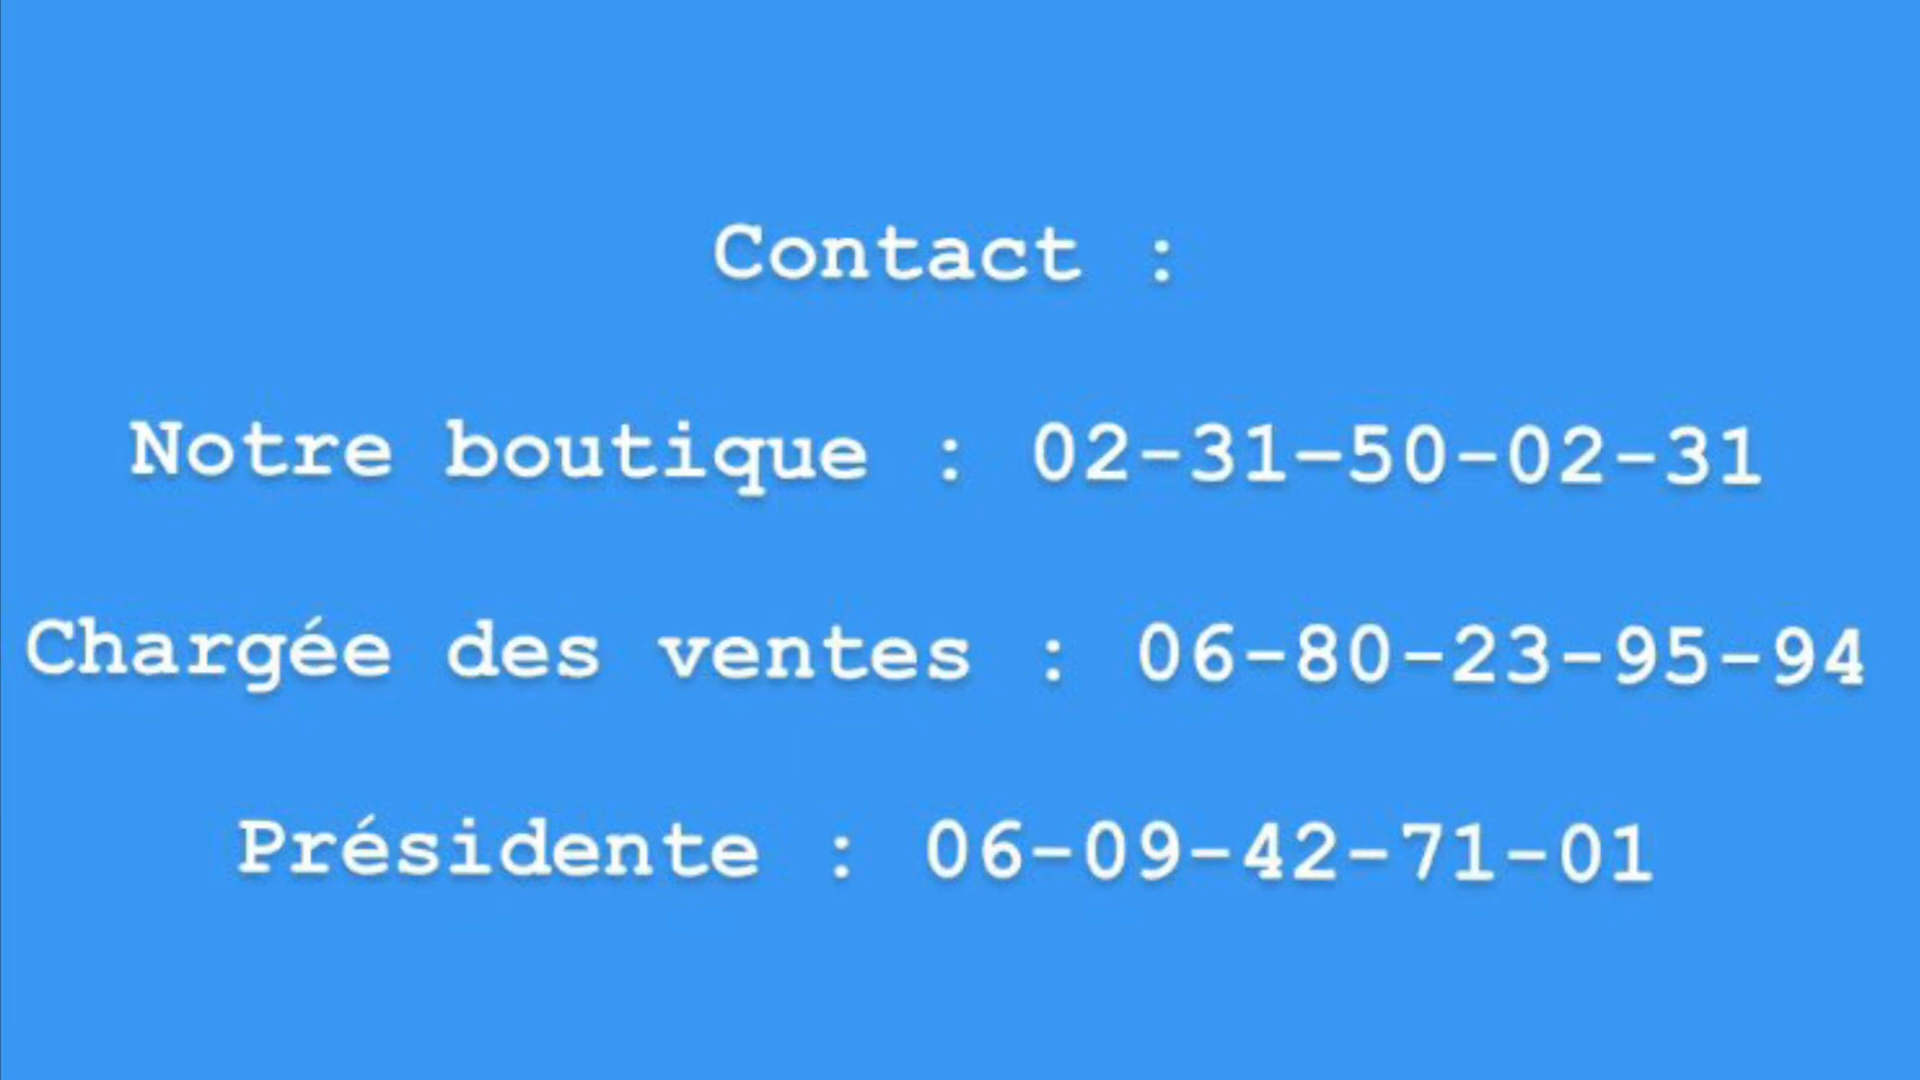 Contact :
Notre boutique : 02-31-50-02-31
Chargée des ventes : 06-80-23-95-94
Présidente : 06-09-42-71-01